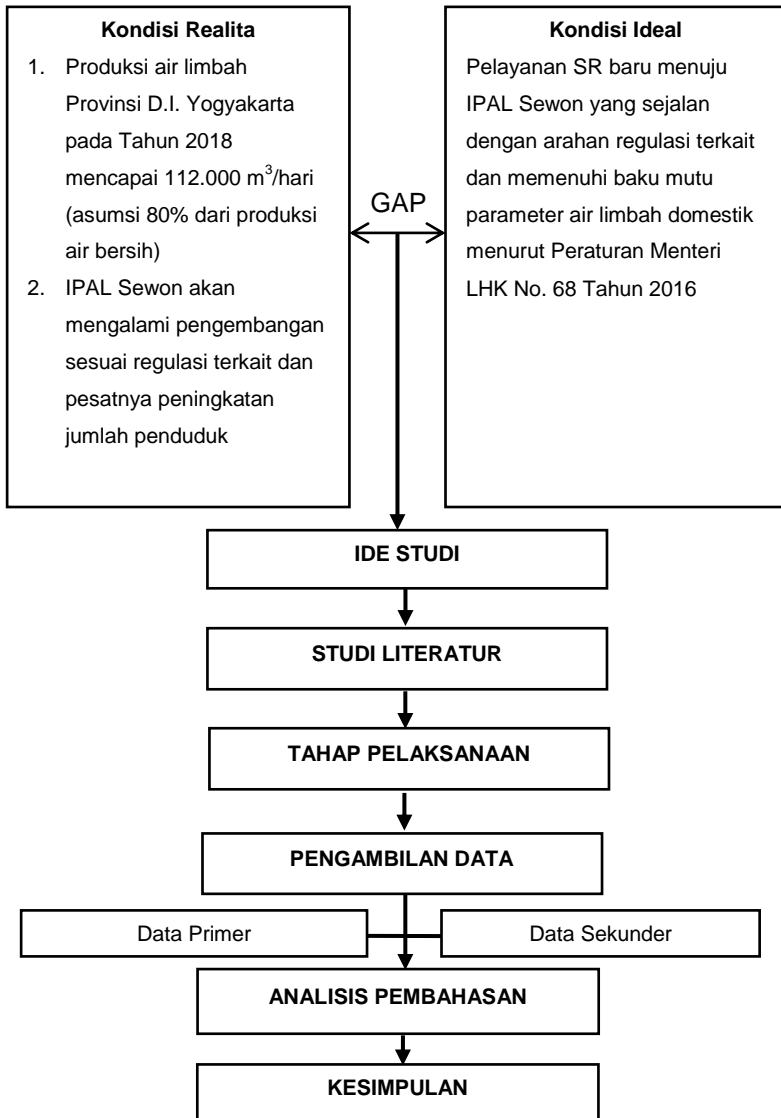 Kondisi Realita
1. Produksi air limbah
Provinsi D.I. Yogyakarta
pada Tahun 2018
mencapai 112.000 m³/hari
(asumsi 80% dari produksi
air bersih)
2. IPAL Sewon akan
mengalami pengembangan
sesuai regulasi terkait dan
pesatnya peningkatan
jumlah penduduk
GAP
Kondisi Ideal
Pelayanan SR baru menuju
IPAL Sewon yang sejalan
dengan arahan regulasi terkait
dan memenuhi baku mutu
parameter air limbah domestik
menurut Peraturan Menteri
LHK No. 68 Tahun 2016
IDE STUDI
STUDI LITERATUR
TAHAP PELAKSANAAN
PENGAMBILAN DATA
Data Primer
Data Sekunder
ANALISIS PEMBAHASAN
KESIMPULAN